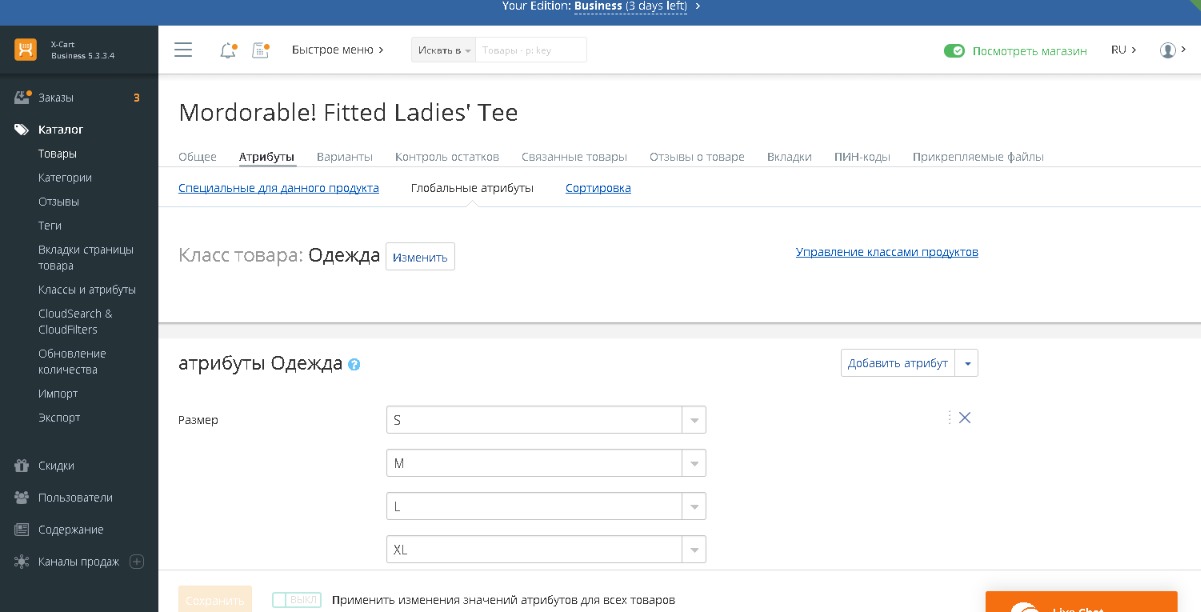 Your Edition: Business (3 days left)
X-Cart
Business 5.3.3.4
Быстрое меню
Искать в
Товары - p: key
Посмотреть магазин
RU
Заказы
3
Каталог
Товары
Категории
Отзывы
Теги
Вкладки страницы
товара
Классы и атрибуты
CloudSearch &
CloudFilters
Обновление
количества
Импорт
Экспорт
Скидки
Пользователи
Содержание
Каналы продаж
Mordorable! Fitted Ladies' Tee
Общее Атрибуты Варианты Контроль остатков Связанные товары Отзывы о товаре Вкладки ПИН-коды Прикрепляемые файлы
Специальные для данного продукта Глобальные атрибуты Сортировка
Класс товара: Одежда Изменить
Управление классами продуктов
атрибуты Одежда ?
Добавить атрибут
Размер
S
M
L
XL
Сохранить
ВЫКЛ
Применить изменения значений атрибутов для всех товаров
Live Chat